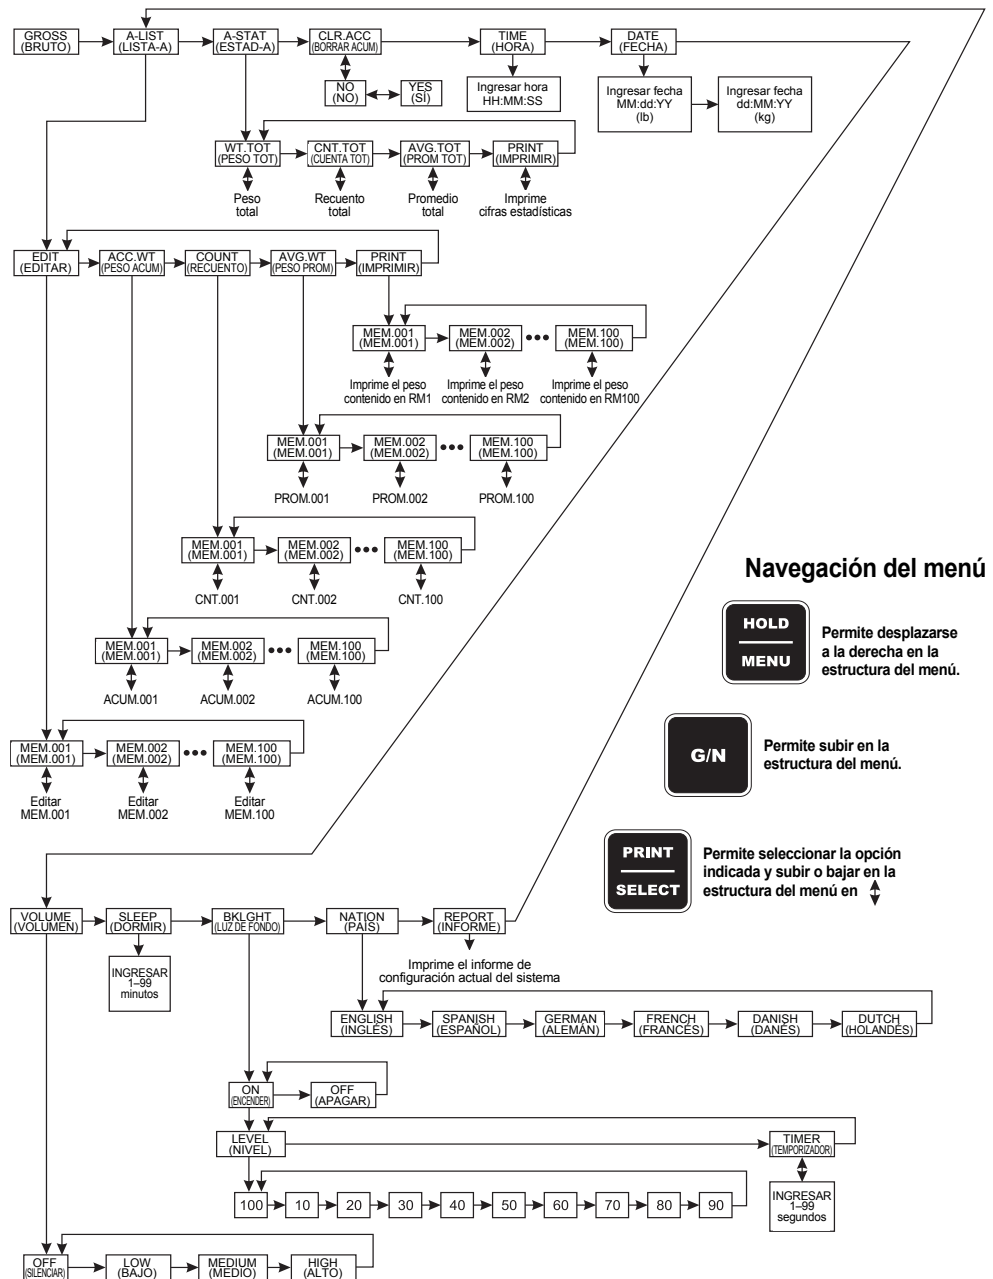 GROSS
(BRUTO)
A-LIST
(LISTA-A)
A-STAT
(ESTAD-A)
CLR.ACC
(BORRAR ACUM)
TIME
(HORA)
DATE
(FECHA)
NO
(NO)
YES
(SÍ)
Ingresar hora
HH:MM:SS
Ingresar fecha
MM:dd:YY
(lb)
Ingresar fecha
dd:MM:YY
(kg)
WT.TOT
(PESO TOT)
CNT.TOT
(CUENTA TOT)
AVG.TOT
(PROM TOT)
PRINT
(IMPRIMIR)
Peso
total
Recuento
total
Promedio
total
Imprime
cifras estadísticas
EDIT
(EDITAR)
ACC.WT
(PESO ACUM)
COUNT
(RECUENTO)
AVG.WT
(PESO PROM)
PRINT
(IMPRIMIR)
MEM.001
(MEM.001)
MEM.002
(MEM.002)
•••
MEM.100
(MEM.100)
Imprime el peso
contenido en RM1
Imprime el peso
contenido en RM2
Imprime el peso
contenido en RM100
MEM.001
(MEM.001)
MEM.002
(MEM.002)
•••
MEM.100
(MEM.100)
PROM.001
PROM.002
PROM.100
MEM.001
(MEM.001)
MEM.002
(MEM.002)
•••
MEM.100
(MEM.100)
CNT.001
CNT.002
CNT.100
MEM.001
(MEM.001)
MEM.002
(MEM.002)
•••
MEM.100
(MEM.100)
ACUM.001
ACUM.002
ACUM.100
MEM.001
(MEM.001)
MEM.002
(MEM.002)
•••
MEM.100
(MEM.100)
Editar
MEM.001
Editar
MEM.002
Editar
MEM.100
Navegación del menú
HOLD
MENU
Permite desplazarse
a la derecha en la
estructura del menú.
G/N
Permite subir en la
estructura del menú.
PRINT
SELECT
Permite seleccionar la opción
indicada y subir o bajar en la
estructura del menú en
VOLUME
(VOLUMEN)
SLEEP
(DORMIR)
BKLGHT
(LUZ DE FONDO)
NATION
(PAÍS)
REPORT
(INFORME)
INGRESAR
1–99
minutos
Imprime el informe de
configuración actual del sistema
ENGLISH
(INGLÉS)
SPANISH
(ESPAÑOL)
GERMAN
(ALEMÁN)
FRENCH
(FRANCÉS)
DANISH
(DANÉS)
DUTCH
(HOLANDÉS)
ON
(ENCENDER)
OFF
(APAGAR)
LEVEL
(NIVEL)
TIMER
(TEMPORIZADOR)
100
10
20
30
40
50
60
70
80
90
INGRESAR
1–99
segundos
OFF
(SILENCIAR)
LOW
(BAJO)
MEDIUM
(MEDIO)
HIGH
(ALTO)